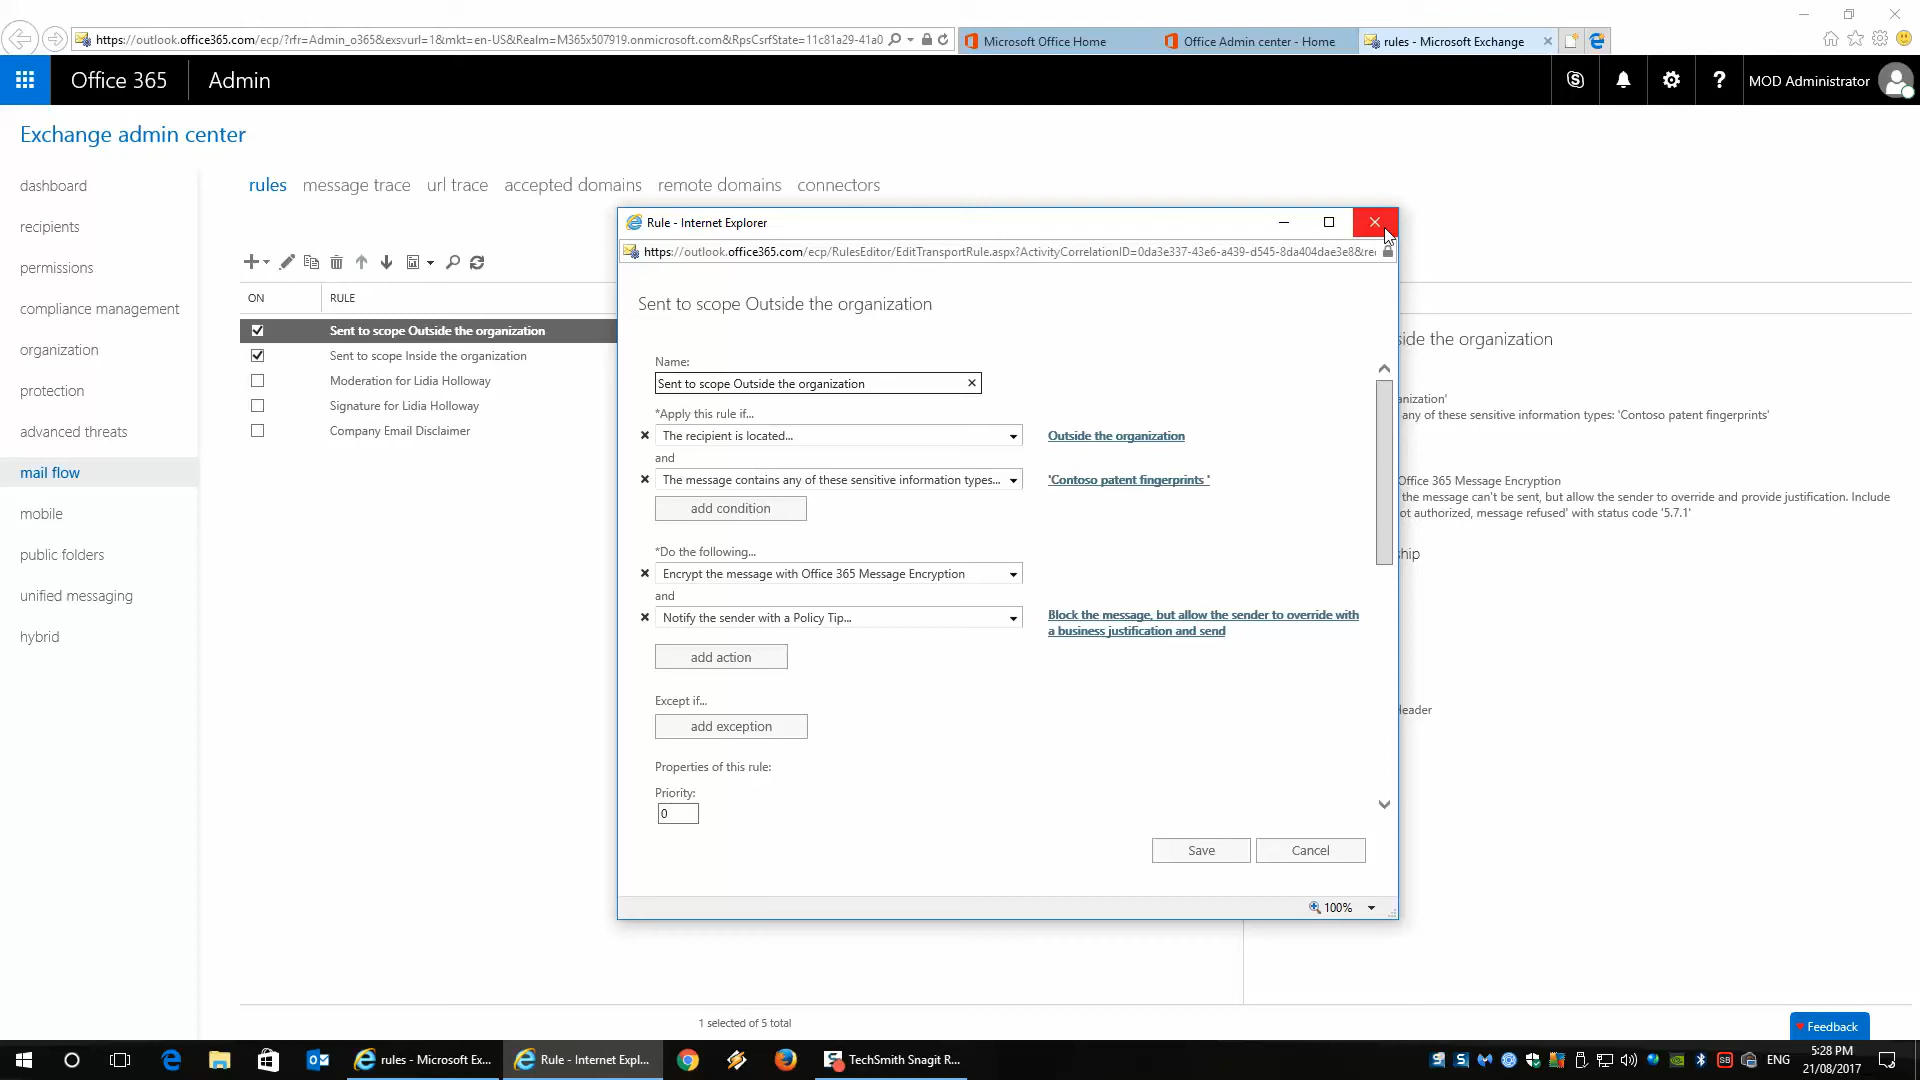 https://outlook.office365.com/ecp/?rfr=Admin_o365&exsvurl=1&mkt=en-US&Realm=M365x507919.onmicrosoft.com&RpsCsrfState=11c81a29-41a0
Microsoft Office Home
Office Admin center - Home
rules - Microsoft Exchange
Office 365
Admin
MOD Administrator
Exchange admin center
dashboard
recipients
permissions
compliance management
organization
protection
advanced threats
mail flow
mobile
public folders
unified messaging
hybrid
rules
message trace
url trace
accepted domains
remote domains
connectors
ON
RULE
Sent to scope Outside the organization
Sent to scope Inside the organization
Moderation for Lidia Holloway
Signature for Lidia Holloway
Company Email Disclaimer
Rule - Internet Explorer
https://outlook.office365.com/ecp/RulesEditor/EditTransportRule.aspx?ActivityCorrelationID=0da3e337-43e6-a439-d545-8da404dae3e8&re
Sent to scope Outside the organization
Name:
Sent to scope Outside the organization
*Apply this rule if...
The recipient is located...
Outside the organization
and
The message contains any of these sensitive information types...
'Contoso patent fingerprints '
add condition
*Do the following...
Encrypt the message with Office 365 Message Encryption
and
Notify the sender with a Policy Tip...
Block the message, but allow the sender to override with
a business justification and send
add action
Except if...
add exception
Properties of this rule:
Priority:
0
Save
Cancel
100%
side the organization
anization'
any of these sensitive information types: 'Contoso patent fingerprints'
Office 365 Message Encryption
the message can't be sent, but allow the sender to override and provide justification. Include
ot authorized, message refused' with status code '5.7.1'
hip
Header
1 selected of 5 total
Feedback
rules - Microsoft Ex...
Rule - Internet Expl...
TechSmith Snagit R...
ENG
5:28 PM
21/08/2017